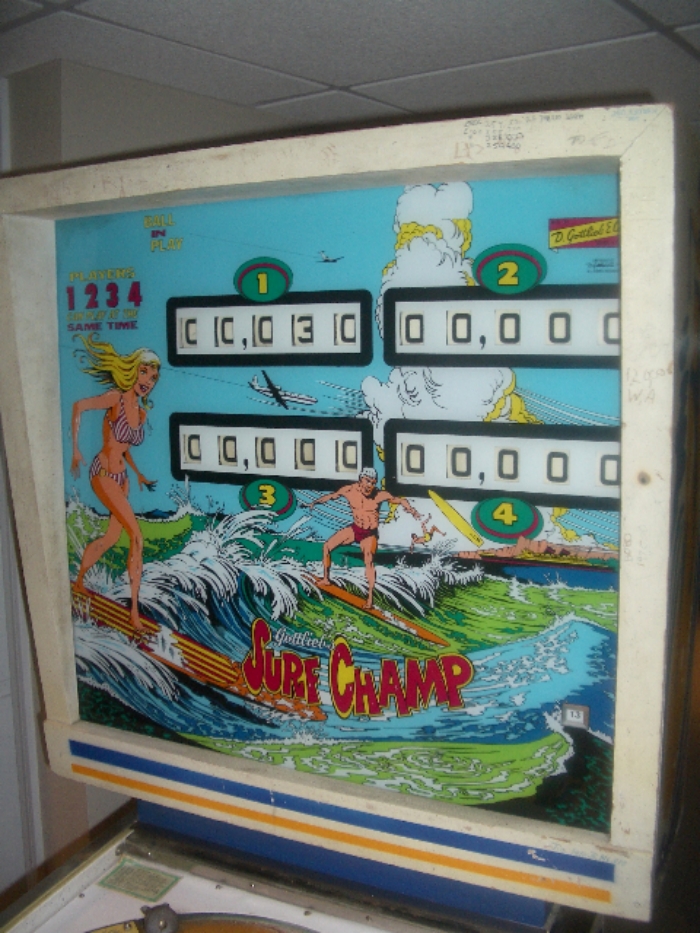 BALL
IN
PLAY
D. Gottlieb
PLAYERS
1 2 3 4
SAME TIME
1
2
00,030
00,000
00,000
00,000
3
4
Gottlieb
SURF CHAMP
13